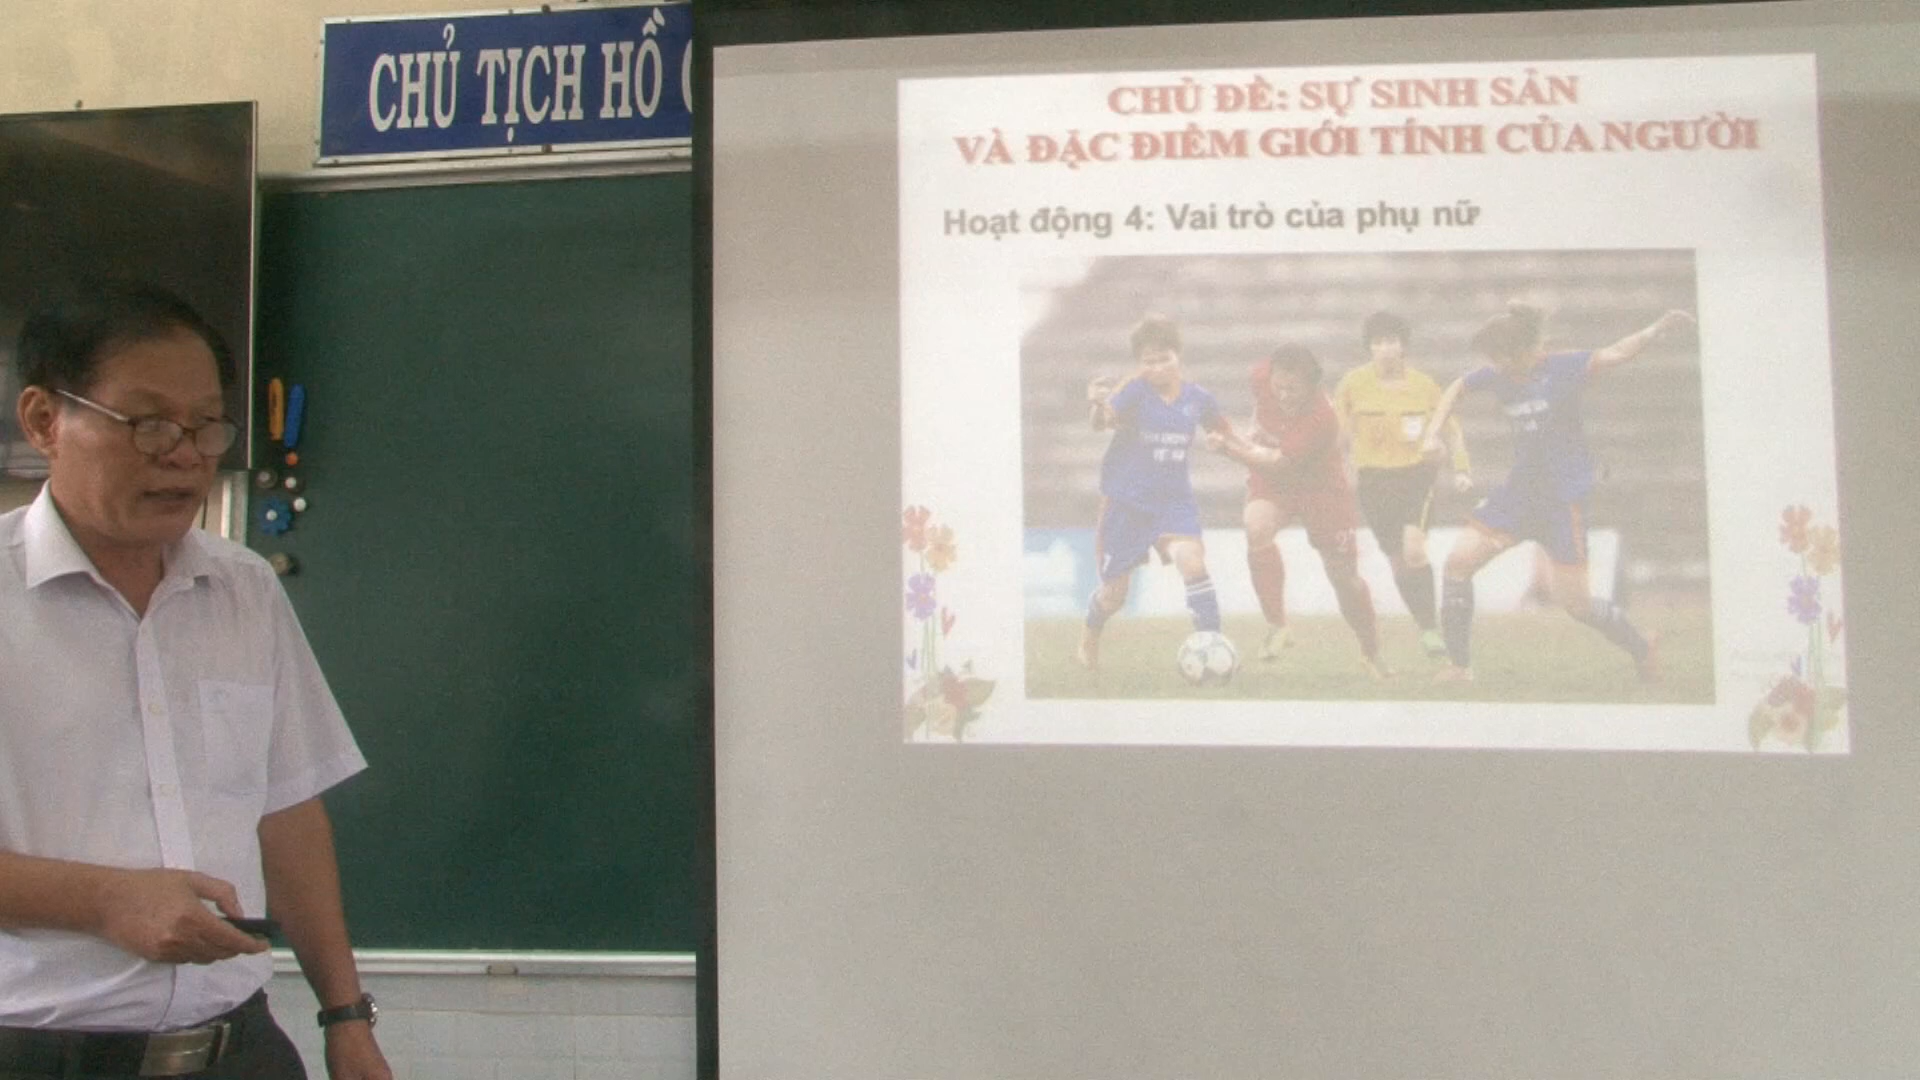 CHỦ TỊCH HỒ
CHỦ ĐỀ: SỰ SINH SẢN
VÀ ĐẶC ĐIỂM GIỚI TÍNH CỦA NGƯỜI
Hoạt động 4: Vai trò của phụ nữ